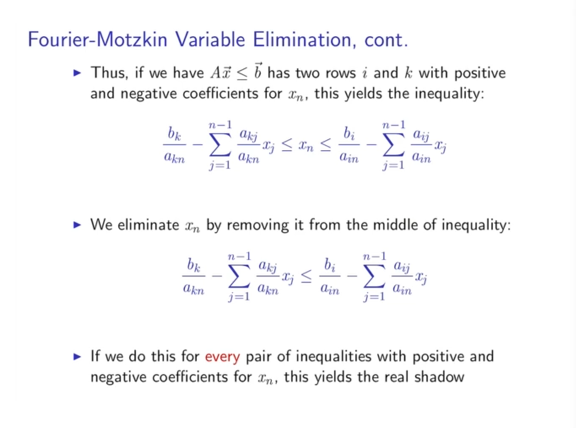 Fourier-Motzkin Variable Elimination, cont.
▶ Thus, if we have $A\vec{x} \leq \vec{b}$ has two rows $i$ and $k$ with positive
and negative coefficients for $x_n$, this yields the inequality:
$\frac{b_k}{a_{kn}} - \sum_{j=1}^{n-1} \frac{a_{kj}}{a_{kn}} x_j \leq x_n \leq \frac{b_i}{a_{in}} - \sum_{j=1}^{n-1} \frac{a_{ij}}{a_{in}} x_j$
▶ We eliminate $x_n$ by removing it from the middle of inequality:
$\frac{b_k}{a_{kn}} - \sum_{j=1}^{n-1} \frac{a_{kj}}{a_{kn}} x_j \leq \frac{b_i}{a_{in}} - \sum_{j=1}^{n-1} \frac{a_{ij}}{a_{in}} x_j$
▶ If we do this for every pair of inequalities with positive and
negative coefficients for $x_n$, this yields the real shadow